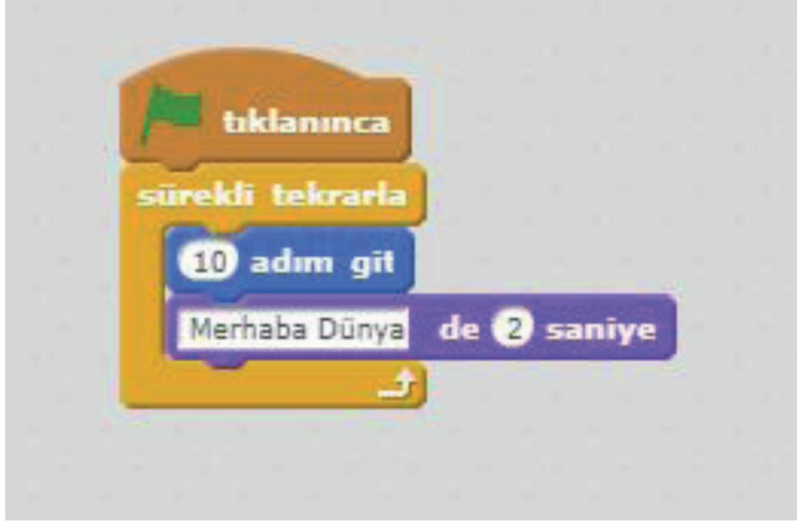 tıklanınca
sürekli tekrarla
10 adım git
Merhaba Dünya de 2 saniye